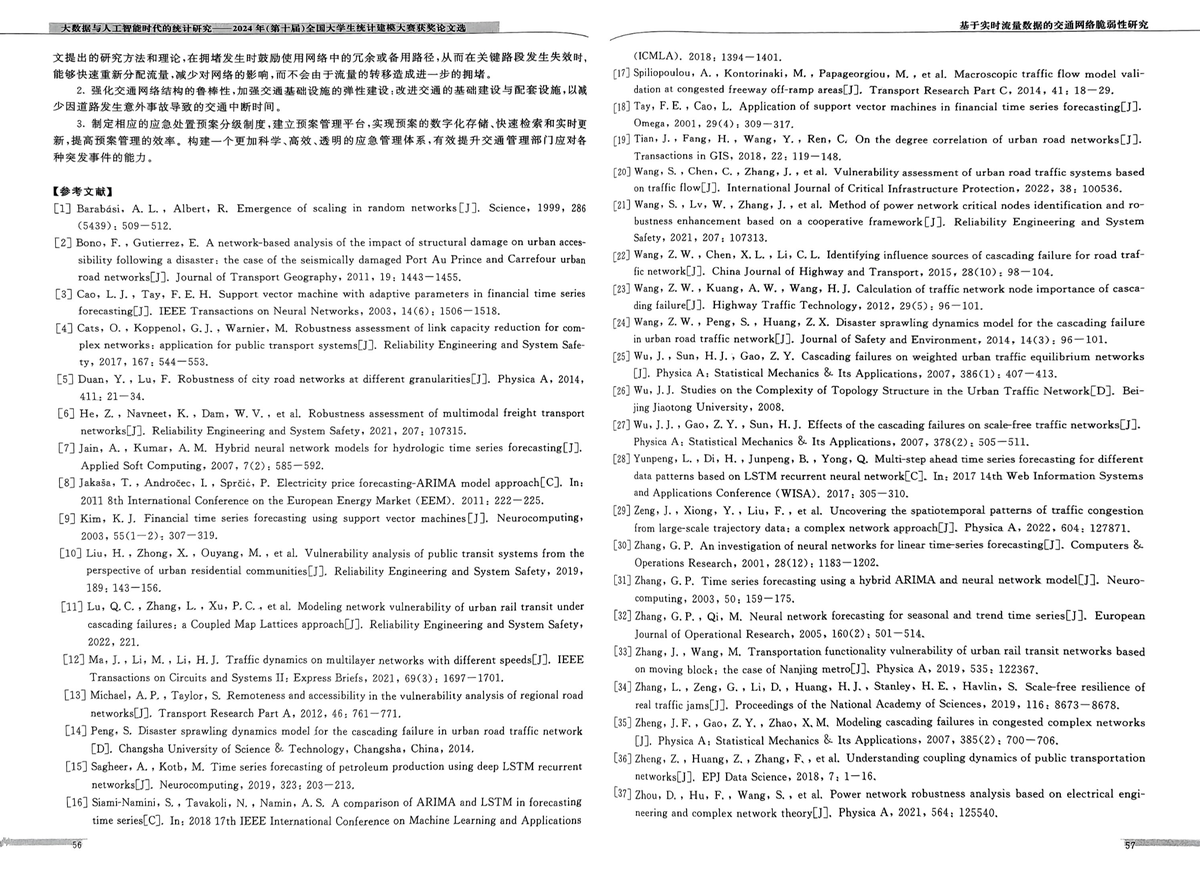 大数据与人工智能时代的统计研究——2024年(第十届)全国大学生统计建模大赛获奖论文选
文提出的研究方法和理论,在拥堵发生时鼓励使用网络中的冗余或备用路径,从而在关键路段发生失效时,
能够快速重新分配流量,减少对网络的影响,而不会由于流量的转移造成进一步的拥堵。
2. 强化交通网络结构的鲁棒性,加强交通基础设施的弹性建设;改进交通的基础建设与配套设施,以减
少因道路发生意外事故导致的交通中断时间。
3. 制定相应的应急处置预案分级制度,建立预案管理平台,实现预案的数字化存储、快速检索和实时更
新,提高预案管理的效率。构建一个更加科学、高效、透明的应急管理体系,有效提升交通管理部门应对各
种突发事件的能力。
【参考文献】
[1] Barabási, A. L. , Albert, R. Emergence of scaling in random networks[J]. Science, 1999, 286
(5439): 509−512.
[2] Bono, F. , Gutierrez, E. A network-based analysis of the impact of structural damage on urban acces-
sibility following a disaster: the case of the seismically damaged Port Au Prince and Carrefour urban
road networks[J]. Journal of Transport Geography, 2011, 19: 1443−1455.
[3] Cao, L. J. , Tay, F. E. H. Support vector machine with adaptive parameters in financial time series
forecasting[J]. IEEE Transactions on Neural Networks, 2003, 14(6): 1506−1518.
[4] Cats, O. , Koppenol, G. J. , Warnier, M. Robustness assessment of link capacity reduction for com-
plex networks: application for public transport systems[J]. Reliability Engineering and System Safe-
ty, 2017, 167: 544−553.
[5] Duan, Y. , Lu, F. Robustness of city road networks at different granularities[J]. Physica A, 2014,
411: 21−34.
[6] He, Z. , Navneet, K. , Dam, W. V. , et al. Robustness assessment of multimodal freight transport
networks[J]. Reliability Engineering and System Safety, 2021, 207: 107315.
[7] Jain, A. , Kumar, A. M. Hybrid neural network models for hydrologic time series forecasting[J].
Applied Soft Computing, 2007, 7(2): 585−592.
[8] Jakaša, T. , Andročec, I. , Sprčić, P. Electricity price forecasting-ARIMA model approach[C]. In:
2011 8th International Conference on the European Energy Market (EEM). 2011: 222−225.
[9] Kim, K. J. Financial time series forecasting using support vector machines[J]. Neurocomputing,
2003, 55(1−2): 307−319.
[10] Liu, H. , Zhong, X. , Ouyang, M. , et al. Vulnerability analysis of public transit systems from the
perspective of urban residential communities[J]. Reliability Engineering and System Safety, 2019,
189: 143−156.
[11] Lu, Q. C. , Zhang, L. , Xu, P. C. , et al. Modeling network vulnerability of urban rail transit under
cascading failures: a Coupled Map Lattices approach[J]. Reliability Engineering and System Safety,
2022, 221.
[12] Ma, J. , Li, M. , Li, H. J. Traffic dynamics on multilayer networks with different speeds[J]. IEEE
Transactions on Circuits and Systems II: Express Briefs, 2021, 69(3): 1697−1701.
[13] Michael, A. P. , Taylor, S. Remoteness and accessibility in the vulnerability analysis of regional road
networks[J]. Transport Research Part A, 2012, 46: 761−771.
[14] Peng, S. Disaster sprawling dynamics model for the cascading failure in urban road traffic network
[D]. Changsha University of Science & Technology, Changsha, China, 2014.
[15] Sagheer, A. , Kotb, M. Time series forecasting of petroleum production using deep LSTM recurrent
networks[J]. Neurocomputing, 2019, 323: 203−213.
[16] Siami-Namini, S. , Tavakoli, N. , Namin, A. S. A comparison of ARIMA and LSTM in forecasting
time series[C]. In: 2018 17th IEEE International Conference on Machine Learning and Applications
56
基于实时流量数据的交通网络脆弱性研究
(ICMLA). 2018: 1394−1401.
[17] Spiliopoulou, A. , Kontorinaki, M. , Papageorgiou, M. , et al. Macroscopic traffic flow model vali-
dation at congested freeway off-ramp areas[J]. Transport Research Part C, 2014, 41: 18−29.
[18] Tay, F. E. , Cao, L. Application of support vector machines in financial time series forecasting[J].
Omega, 2001, 29(4): 309−317.
[19] Tian, J. , Fang, H. , Wang, Y. , Ren, C. On the degree correlation of urban road networks[J].
Transactions in GIS, 2018, 22: 119−148.
[20] Wang, S. , Chen, C. , Zhang, J. , et al. Vulnerability assessment of urban road traffic systems based
on traffic flow[J]. International Journal of Critical Infrastructure Protection, 2022, 38: 100536.
[21] Wang, S. , Lv, W. , Zhang, J. , et al. Method of power network critical nodes identification and ro-
bustness enhancement based on a cooperative framework[J]. Reliability Engineering and System
Safety, 2021, 207: 107313.
[22] Wang, Z. W. , Chen, X. L. , Li, C. L. Identifying influence sources of cascading failure for road traf-
fic network[J]. China Journal of Highway and Transport, 2015, 28(10): 98−104.
[23] Wang, Z. W. , Kuang, A. W. , Wang, H. J. Calculation of traffic network node importance of casca-
ding failure[J]. Highway Traffic Technology, 2012, 29(5): 96−101.
[24] Wang, Z. W. , Peng, S. , Huang, Z. X. Disaster sprawling dynamics model for the cascading failure
in urban road traffic network[J]. Journal of Safety and Environment, 2014, 14(3): 96−101.
[25] Wu, J. , Sun, H. J. , Gao, Z. Y. Cascading failures on weighted urban traffic equilibrium networks
[J]. Physica A: Statistical Mechanics & Its Applications, 2007, 386(1): 407−413.
[26] Wu, J. J. Studies on the Complexity of Topology Structure in the Urban Traffic Network[D]. Bei-
jing Jiaotong University, 2008.
[27] Wu, J. J. , Gao, Z. Y. , Sun, H. J. Effects of the cascading failures on scale-free traffic networks[J].
Physica A: Statistical Mechanics & Its Applications, 2007, 378(2): 505−511.
[28] Yunpeng, L. , Di, H. , Junpeng, B. , Yong, Q. Multi-step ahead time series forecasting for different
data patterns based on LSTM recurrent neural network[C]. In: 2017 14th Web Information Systems
and Applications Conference (WISA). 2017: 305−310.
[29] Zeng, J. , Xiong, Y. , Liu, F. , et al. Uncovering the spatiotemporal patterns of traffic congestion
from large-scale trajectory data: a complex network approach[J]. Physica A, 2022, 604: 127871.
[30] Zhang, G. P. An investigation of neural networks for linear time-series forecasting[J]. Computers &
Operations Research, 2001, 28(12): 1183−1202.
[31] Zhang, G. P. Time series forecasting using a hybrid ARIMA and neural network model[J]. Neuro-
computing, 2003, 50: 159−175.
[32] Zhang, G. P. , Qi, M. Neural network forecasting for seasonal and trend time series[J]. European
Journal of Operational Research, 2005, 160(2): 501−514.
[33] Zhang, J. , Wang, M. Transportation functionality vulnerability of urban rail transit networks based
on moving block: the case of Nanjing metro[J]. Physica A, 2019, 535: 122367.
[34] Zhang, L. , Zeng, G. , Li, D. , Huang, H. J. , Stanley, H. E. , Havlin, S. Scale-free resilience of
real traffic jams[J]. Proceedings of the National Academy of Sciences, 2019, 116: 8673−8678.
[35] Zheng, J. F. , Gao, Z. Y. , Zhao, X. M. Modeling cascading failures in congested complex networks
[J]. Physica A: Statistical Mechanics & Its Applications, 2007, 385(2): 700−706.
[36] Zheng, Z. , Huang, Z. , Zhang, F. , et al. Understanding coupling dynamics of public transportation
networks[J]. EPJ Data Science, 2018, 7: 1−16.
[37] Zhou, D. , Hu, F. , Wang, S. , et al. Power network robustness analysis based on electrical engi-
neering and complex network theory[J]. Physica A, 2021, 564: 125540.
57